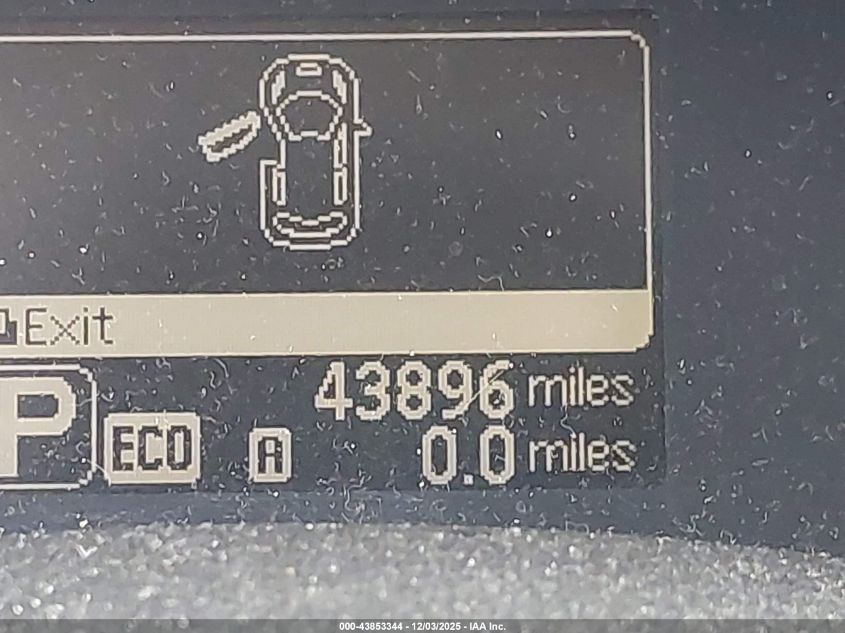 Exit
43896 miles
P ECO A 0.0 miles
000-43853344 - 12/03/2025 - IAA Inc.